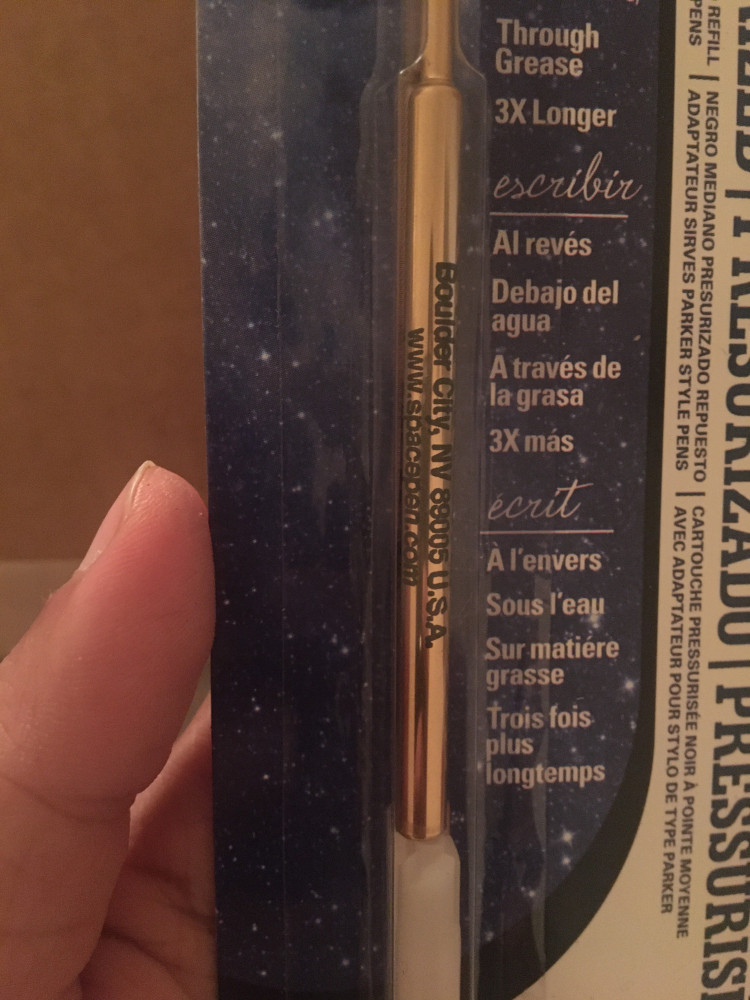 Through
Grease
3X Longer
escribir
Al revés
Debajo del
agua
A través de
la grasa
3X más
écrit
À l'envers
Sous l'eau
Sur matiére
grasse
Trois fois
plus
longtemps
Boulder City, NV 89005 U.S.A.
www.spacepen.com
REFILL | NEGRO MEDIANO PRESURIZADO REPUESTO | CARTOUCHE PRESSURISÉE NOIR À POINTE MOYENNE
PENS | ADAPTATEUR SIRVES PARKER STYLE PENS | AVEC ADAPTATEUR POUR STYLO DE TYPE PARKER
| PRESURIZADO |